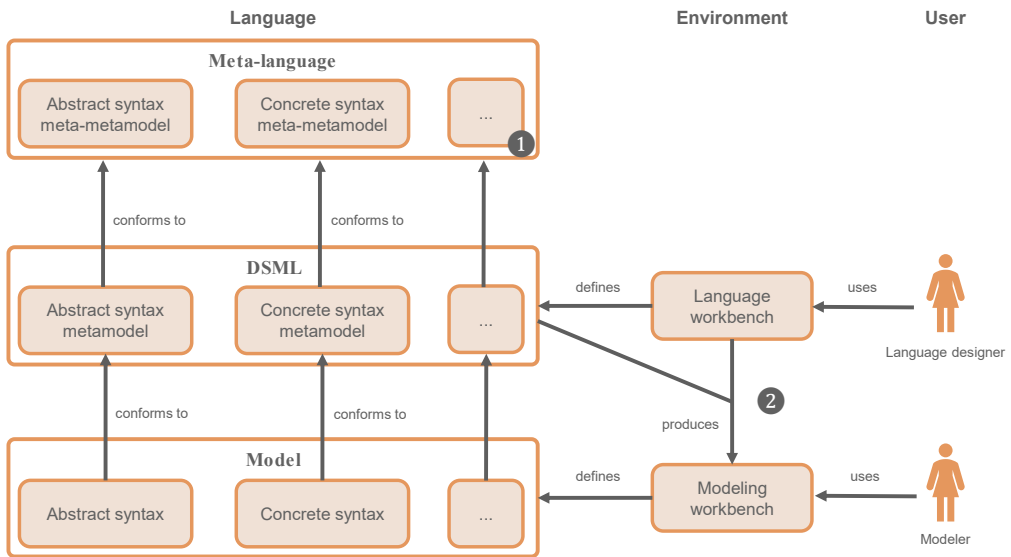 Language
Environment
User
Meta-language
Abstract syntax
meta-metamodel
Concrete syntax
meta-metamodel
...
1
conforms to
conforms to
DSML
Abstract syntax
metamodel
Concrete syntax
metamodel
...
defines
Language
workbench
uses
Language designer
conforms to
conforms to
2
produces
Model
Abstract syntax
Concrete syntax
...
defines
Modeling
workbench
uses
Modeler